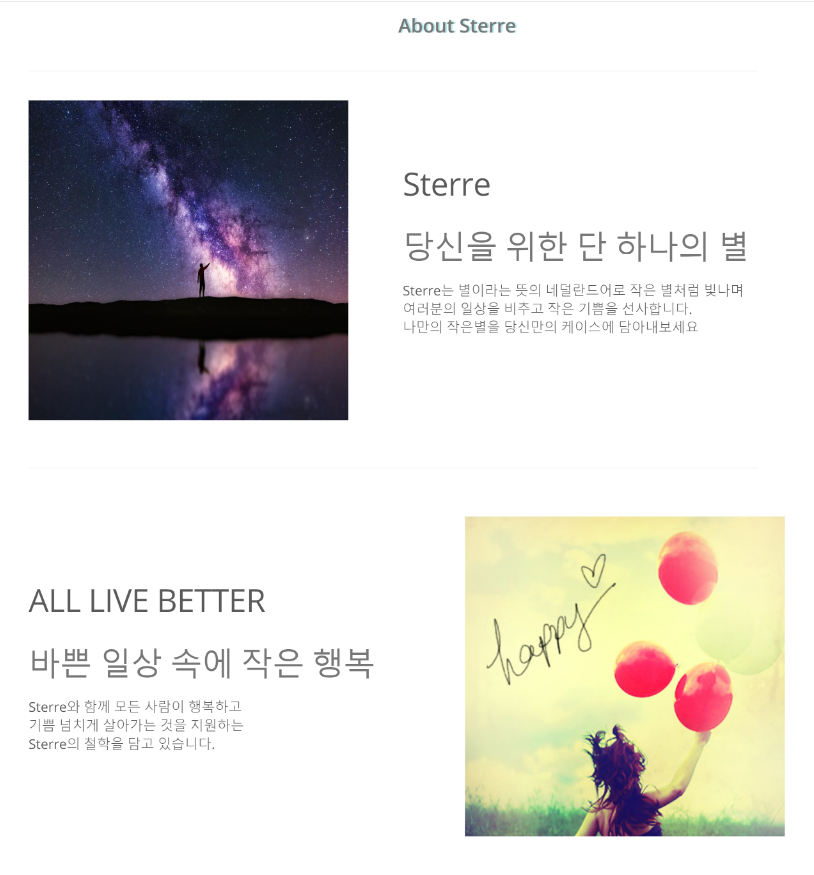 About Sterre
Sterre
당신을 위한 단 하나의 별
Sterre는 별이라는 뜻의 네덜란드어로 작은 별처럼 빛나며
여러분의 일상을 비추고 작은 기쁨을 선사합니다.
나만의 작은별을 당신만의 케이스에 담아내보세요
ALL LIVE BETTER
바쁜 일상 속에 작은 행복
Sterre와 함께 모든 사람이 행복하고
기쁨 넘치게 살아가는 것을 지원하는
Sterre의 철학을 담고 있습니다.
happy